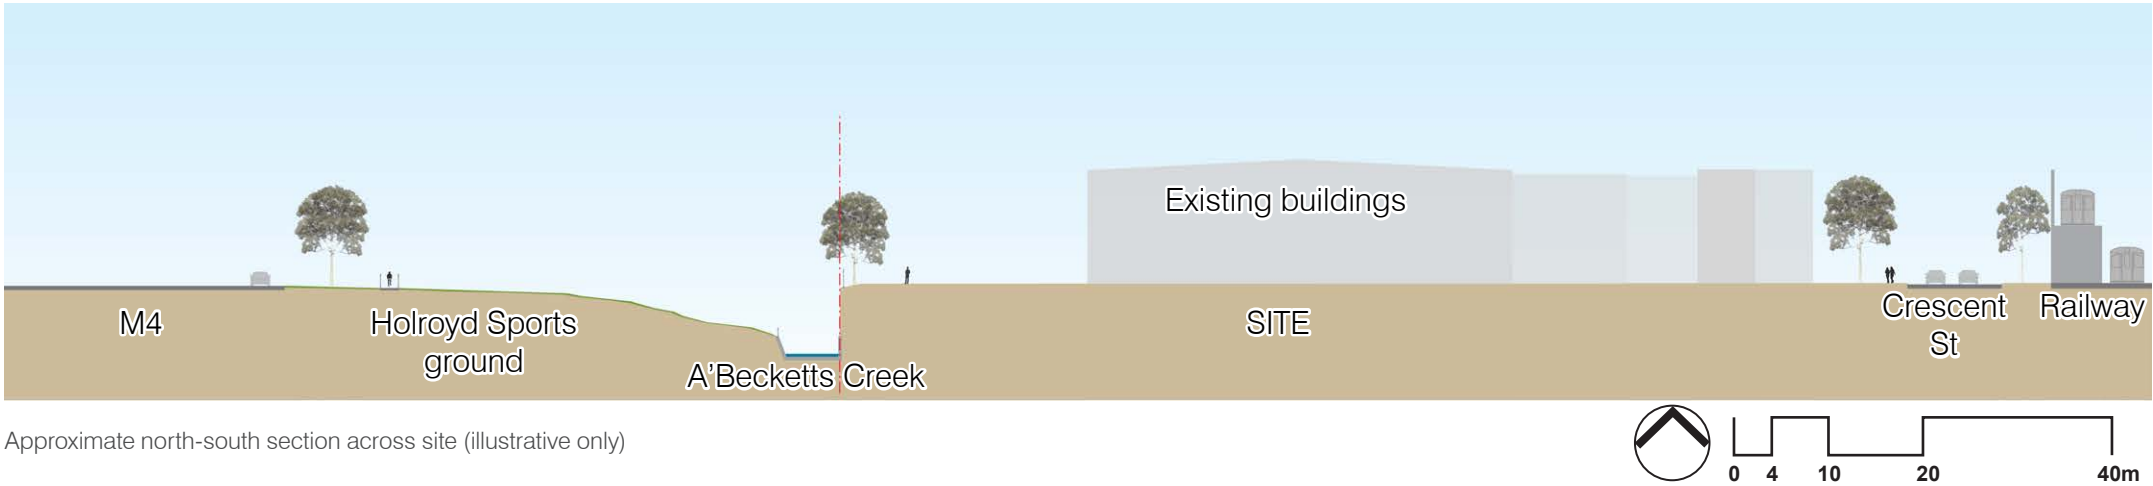 Existing buildings
M4
Holroyd Sports
ground
A'Becketts Creek
SITE
Crescent
St
Railway
Approximate north-south section across site (illustrative only)
0 4 10 20 40m